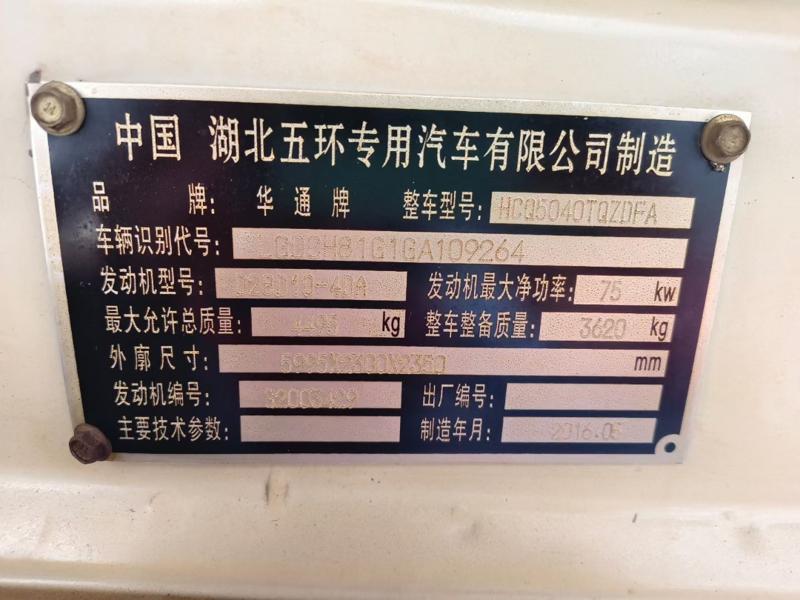 中国 湖北五环专用汽车有限公司制造
品 牌: 华通牌 整车型号: HCQ5040TQZDFA
车辆识别代号:
发动机型号: 发动机最大净功率: 75 kw
最大允许总质量: 4495 kg 整车整备质量: 3620 kg
外廓尺寸: 5995X2300X2350 mm
发动机编号: 出厂编号:
主要技术参数: 制造年月: 2016.05